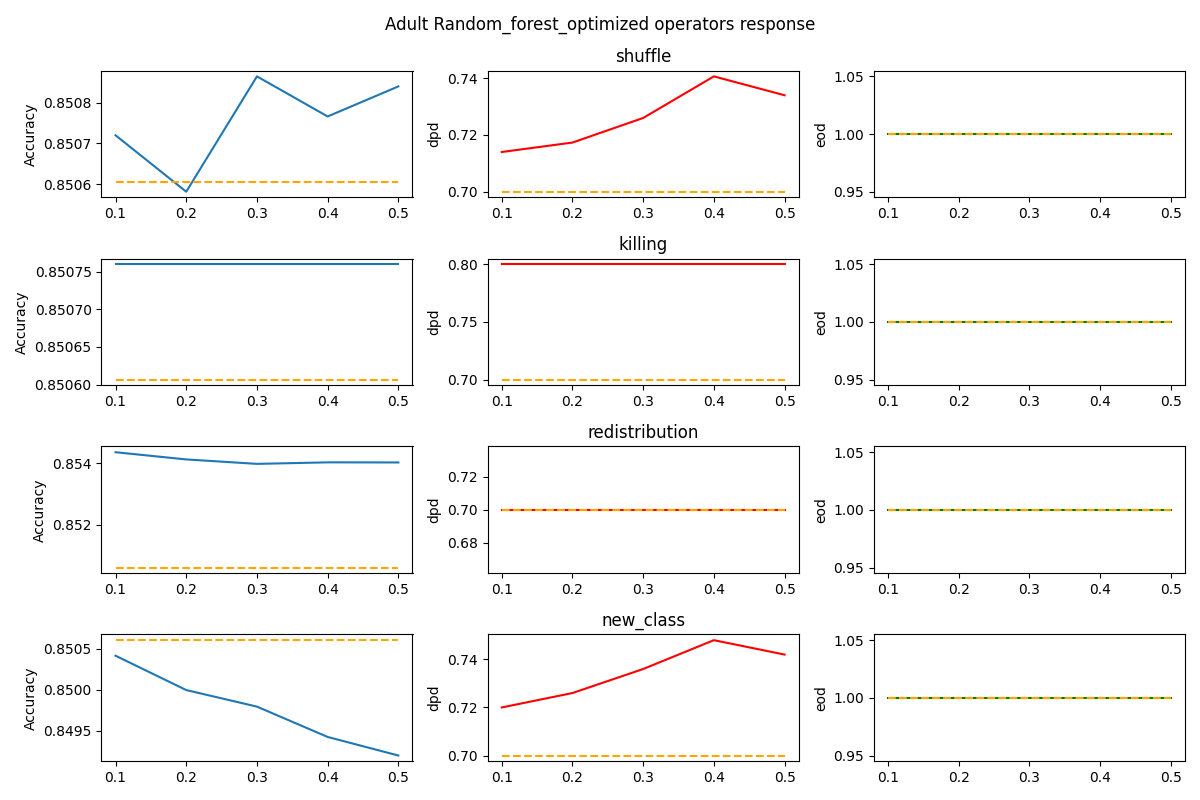 Adult Random_forest_optimized operators response
shuffle
Accuracy
0.8508
0.8507
0.8506
0.1 0.2 0.3 0.4 0.5
dpd
0.74
0.72
0.70
0.1 0.2 0.3 0.4 0.5
eod
1.05
1.00
0.95
0.1 0.2 0.3 0.4 0.5
killing
Accuracy
0.85075
0.85070
0.85065
0.85060
0.1 0.2 0.3 0.4 0.5
dpd
0.80
0.75
0.70
0.1 0.2 0.3 0.4 0.5
eod
1.05
1.00
0.95
0.1 0.2 0.3 0.4 0.5
redistribution
Accuracy
0.854
0.852
0.1 0.2 0.3 0.4 0.5
dpd
0.72
0.70
0.68
0.1 0.2 0.3 0.4 0.5
eod
1.05
1.00
0.95
0.1 0.2 0.3 0.4 0.5
new_class
Accuracy
0.8505
0.8500
0.8495
0.1 0.2 0.3 0.4 0.5
dpd
0.74
0.72
0.70
0.1 0.2 0.3 0.4 0.5
eod
1.05
1.00
0.95
0.1 0.2 0.3 0.4 0.5